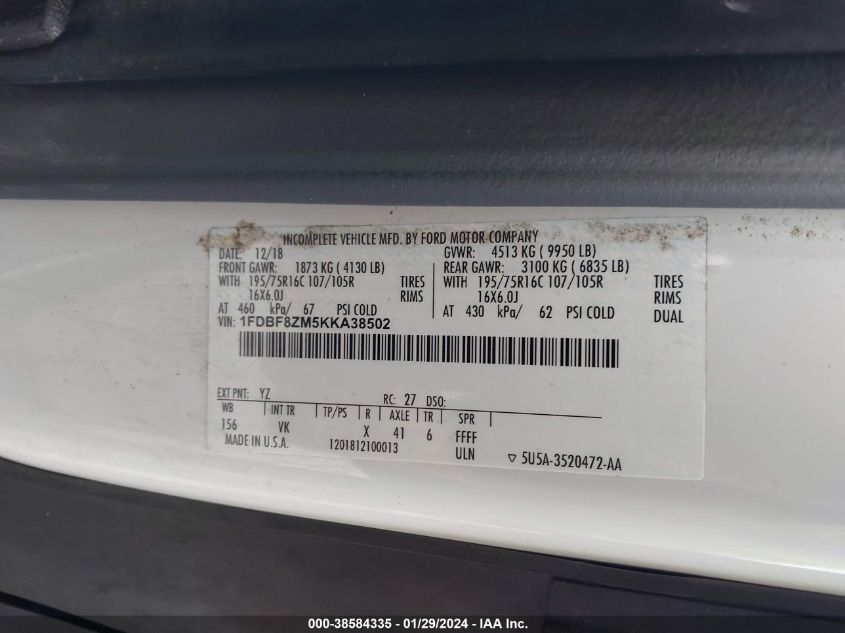 INCOMPLETE VEHICLE MFD. BY FORD MOTOR COMPANY
DATE: 12/18 GVWR: 4513 KG ( 9950 LB)
FRONT GAWR: 1873 KG ( 4130 LB) REAR GAWR: 3100 KG ( 6835 LB)
WITH 195/75R16C 107/105R TIRES WITH 195/75R16C 107/105R TIRES
16X6.0J RIMS 16X6.0J RIMS
AT 460 kPa/ 67 PSI COLD AT 430 kPa/ 62 PSI COLD DUAL
VIN: 1FDBF8ZM5KKA38502
EXT PNT: YZ RC: 27 DSO:
WB INT TR TP/PS R AXLE TR SPR
156 VK X 41 6 FFFF
MADE IN U.S.A. 1201812100013 ULN ▽ 5U5A-3520472-AA
000-38584335 - 01/29/2024 - IAA Inc.